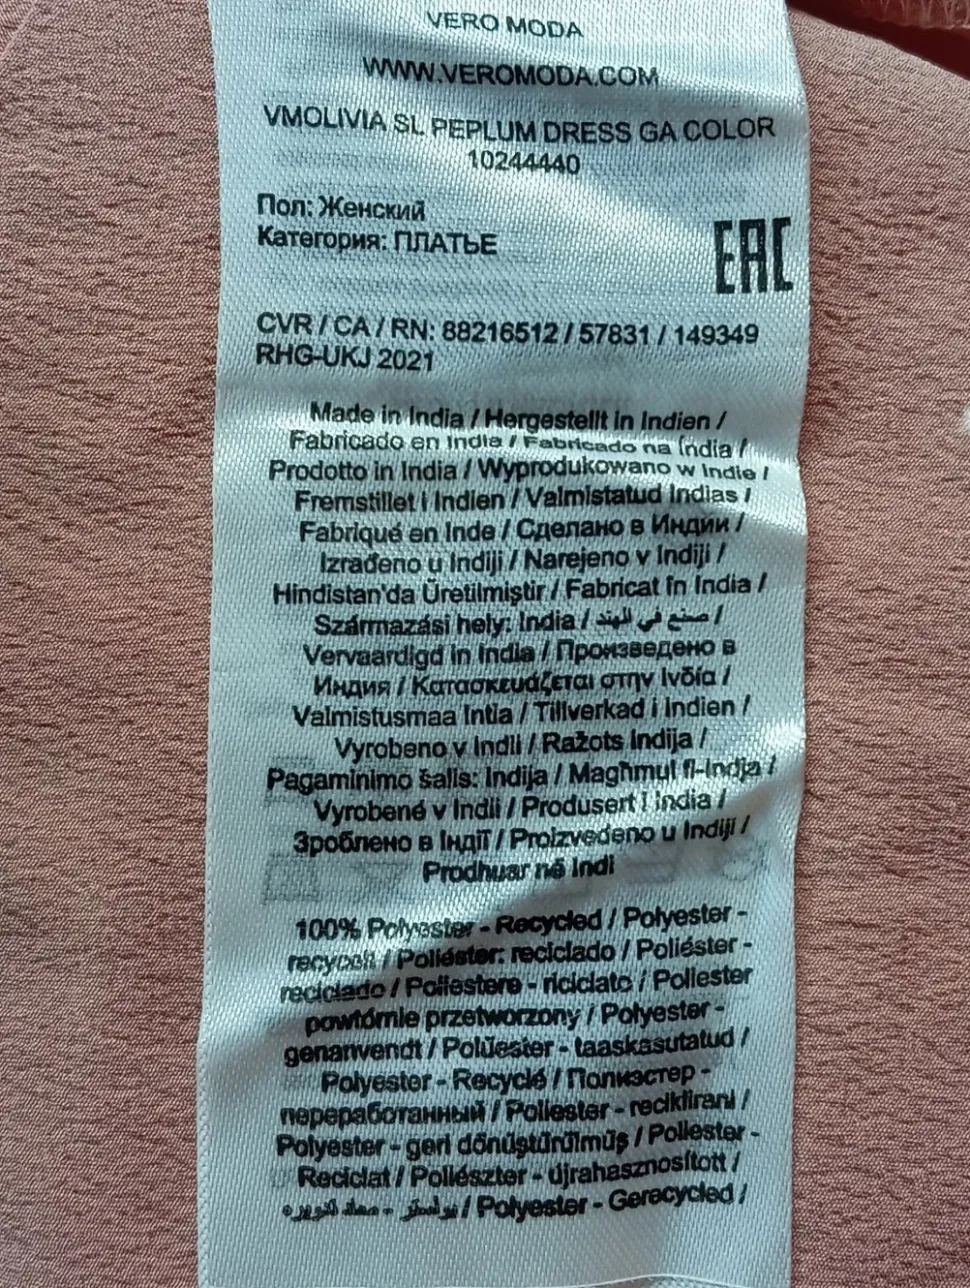 VERO MODA
WWW.VEROMODA.COM
VMOLIVIA SL PEPLUM DRESS GA COLOR
10244440
Пол: Женский
Категория: ПЛАТЬЕ
EAC
CVR / CA / RN: 88216512 / 57831 / 149349
RHG-UKJ 2021
Made in India / Hergestellt in Indien /
Fabricado en India / Fabricado na Índia /
Prodotto in India / Wyprodukowano w Indie /
Fremstillet i Indien / Valmistatud Indias /
Fabriqué en Inde / Сделано в Индии /
Izrađeno u Indiji / Narejeno v Indiji /
Hindistan'da Üretilmiştir / Fabricat în India /
Származási hely: India / صنع في الهند /
Vervaardigd in India / Произведено в
Индия / Κατασκευάζεται στην Ινδία /
Valmistusmaa Intia / Tillverkad i Indien /
Vyrobeno v Indii / Ražots Indija /
Pagaminimo šalis: Indija / Magħmul fl-Indja /
Vyrobené v Indii / Produsert i India /
Зроблено в Індії / Proizvedeno u Indiji /
Prodhuar në Indi
100% Polyester - Recycled / Polyester -
recycelt / Poliéster: reciclado / Poliéster -
reciclado / Poliestere - riciclato / Poliester
powtórnie przetworzony / Polyester -
genanvendt / Polüester - taaskasutatud /
Polyester - Recyclé / Полиэстер -
переработанный / Poliester - reciklirani /
Polyester - geri dönüştürülmüş / Poliester -
Reciclat / Poliészter - újrahasznosított /
بوليستر - معاد تدويره / Polyester - Gerecycled /